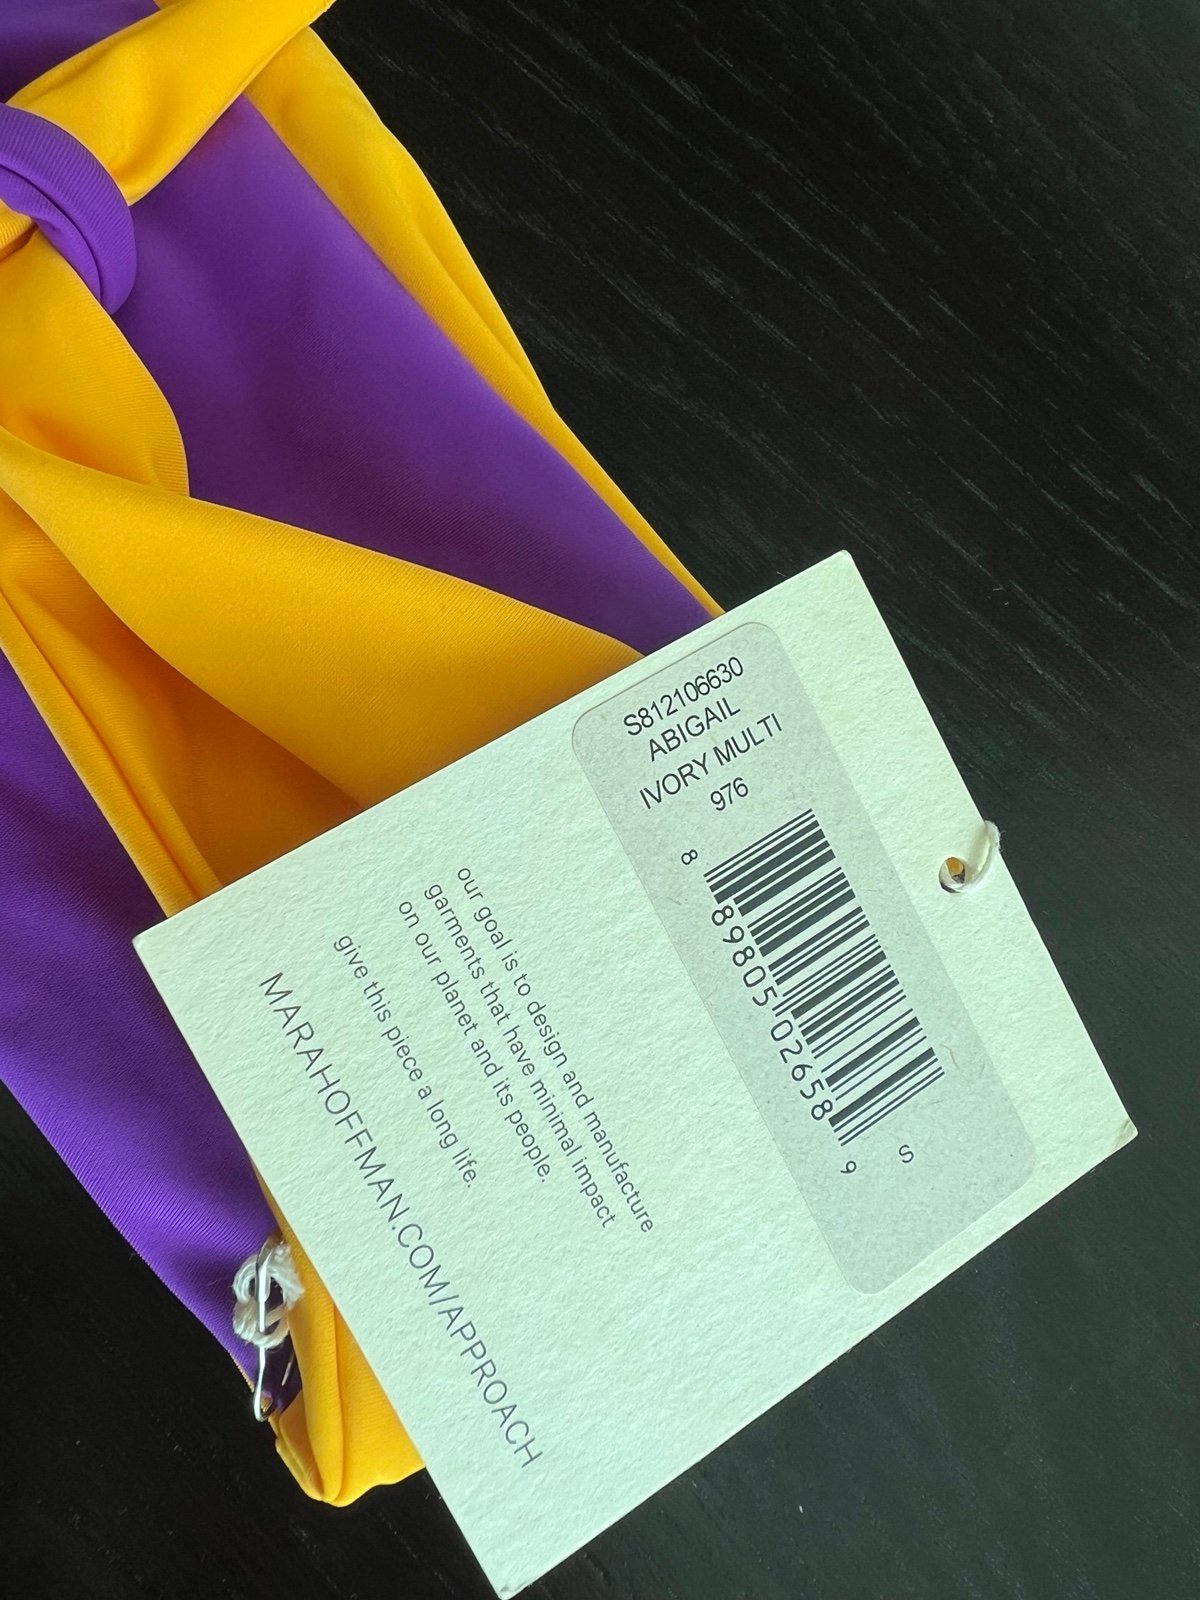 S812106630
ABIGAIL
IVORY MULTI
976
8 89805 02658 9
S
our goal is to design and manufacture
garments that have minimal impact
on our planet and its people.
give this piece a long life.
MARAHOFFMAN.COM/APPROACH